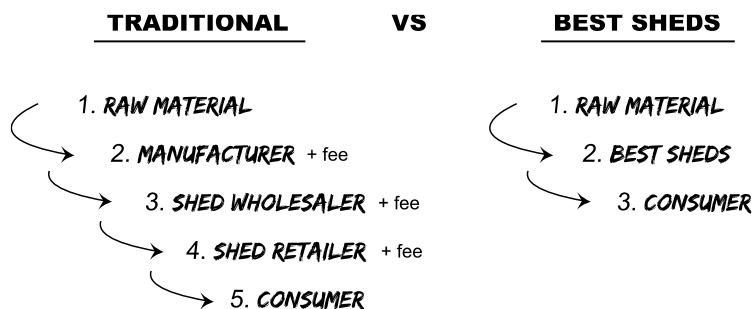 TRADITIONAL VS BEST SHEDS
1. RAW MATERIAL
2. MANUFACTURER + fee
3. SHED WHOLESALER + fee
4. SHED RETAILER + fee
5. CONSUMER
1. RAW MATERIAL
2. BEST SHEDS
3. CONSUMER